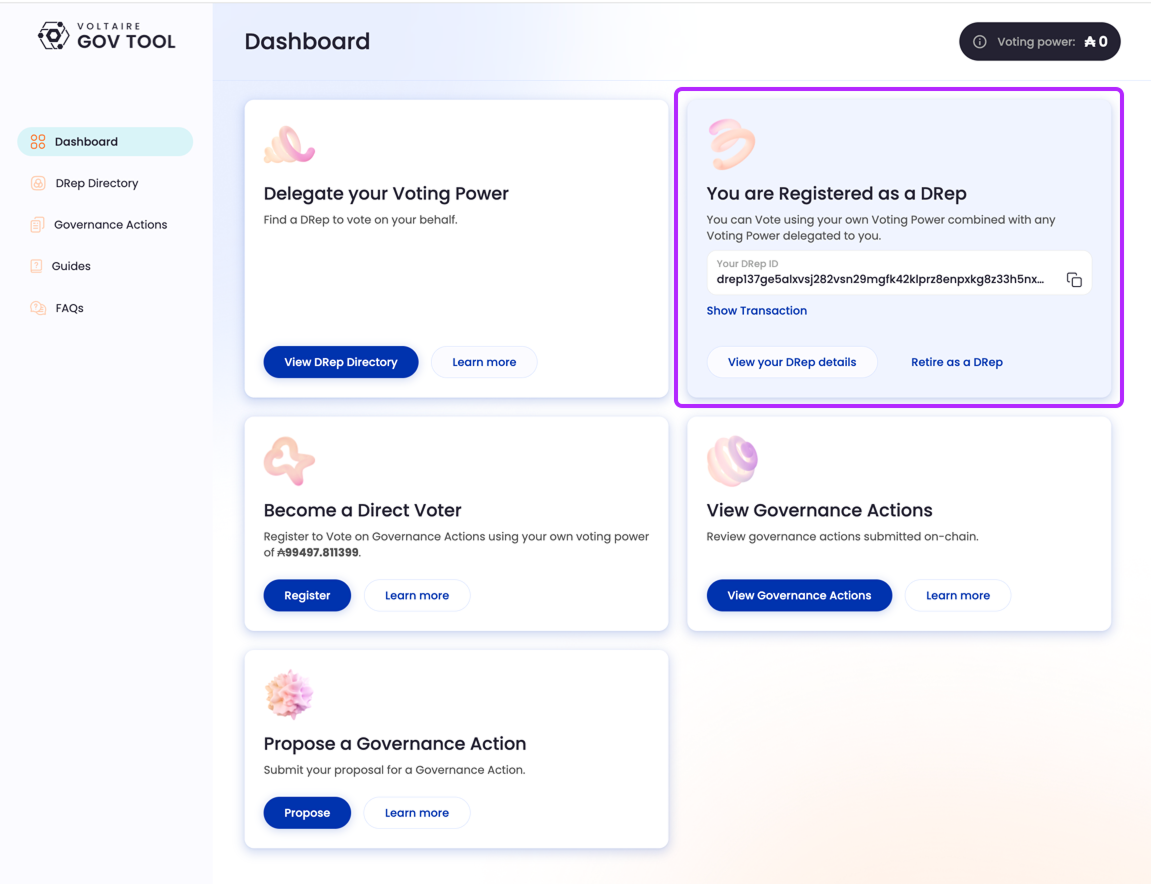 VOLTAIRE
GOV TOOL
Dashboard
Voting power: ₳ 0
Dashboard
DRep Directory
Governance Actions
Guides
FAQs
Delegate your Voting Power
Find a DRep to vote on your behalf.
View DRep Directory
Learn more
You are Registered as a DRep
You can Vote using your own Voting Power combined with any
Voting Power delegated to you.
Your DRep ID
drep137ge5alxvsj282vsn29mgfk42klprz8enpxkg8z33h5nx...
Show Transaction
View your DRep details
Retire as a DRep
Become a Direct Voter
Register to Vote on Governance Actions using your own voting power
of ₳99497.811399.
Register
Learn more
View Governance Actions
Review governance actions submitted on-chain.
View Governance Actions
Learn more
Propose a Governance Action
Submit your proposal for a Governance Action.
Propose
Learn more